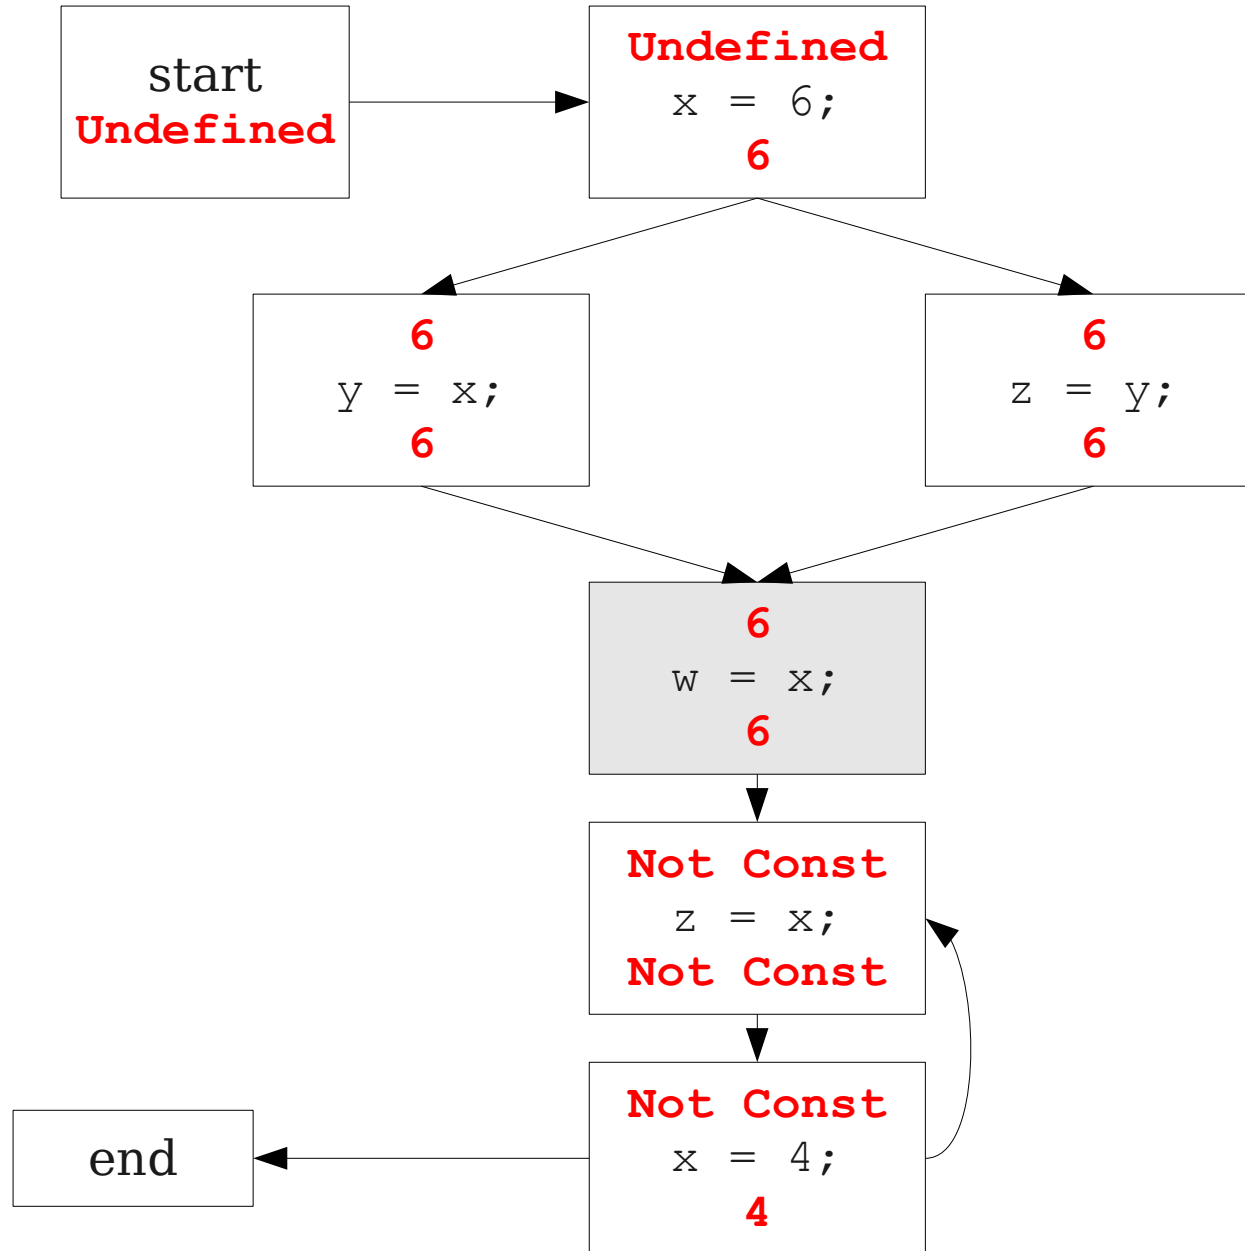 start
Undefined
Undefined
x = 6;
6
6
y = x;
6
6
z = y;
6
6
w = x;
6
Not Const
z = x;
Not Const
Not Const
x = 4;
4
end